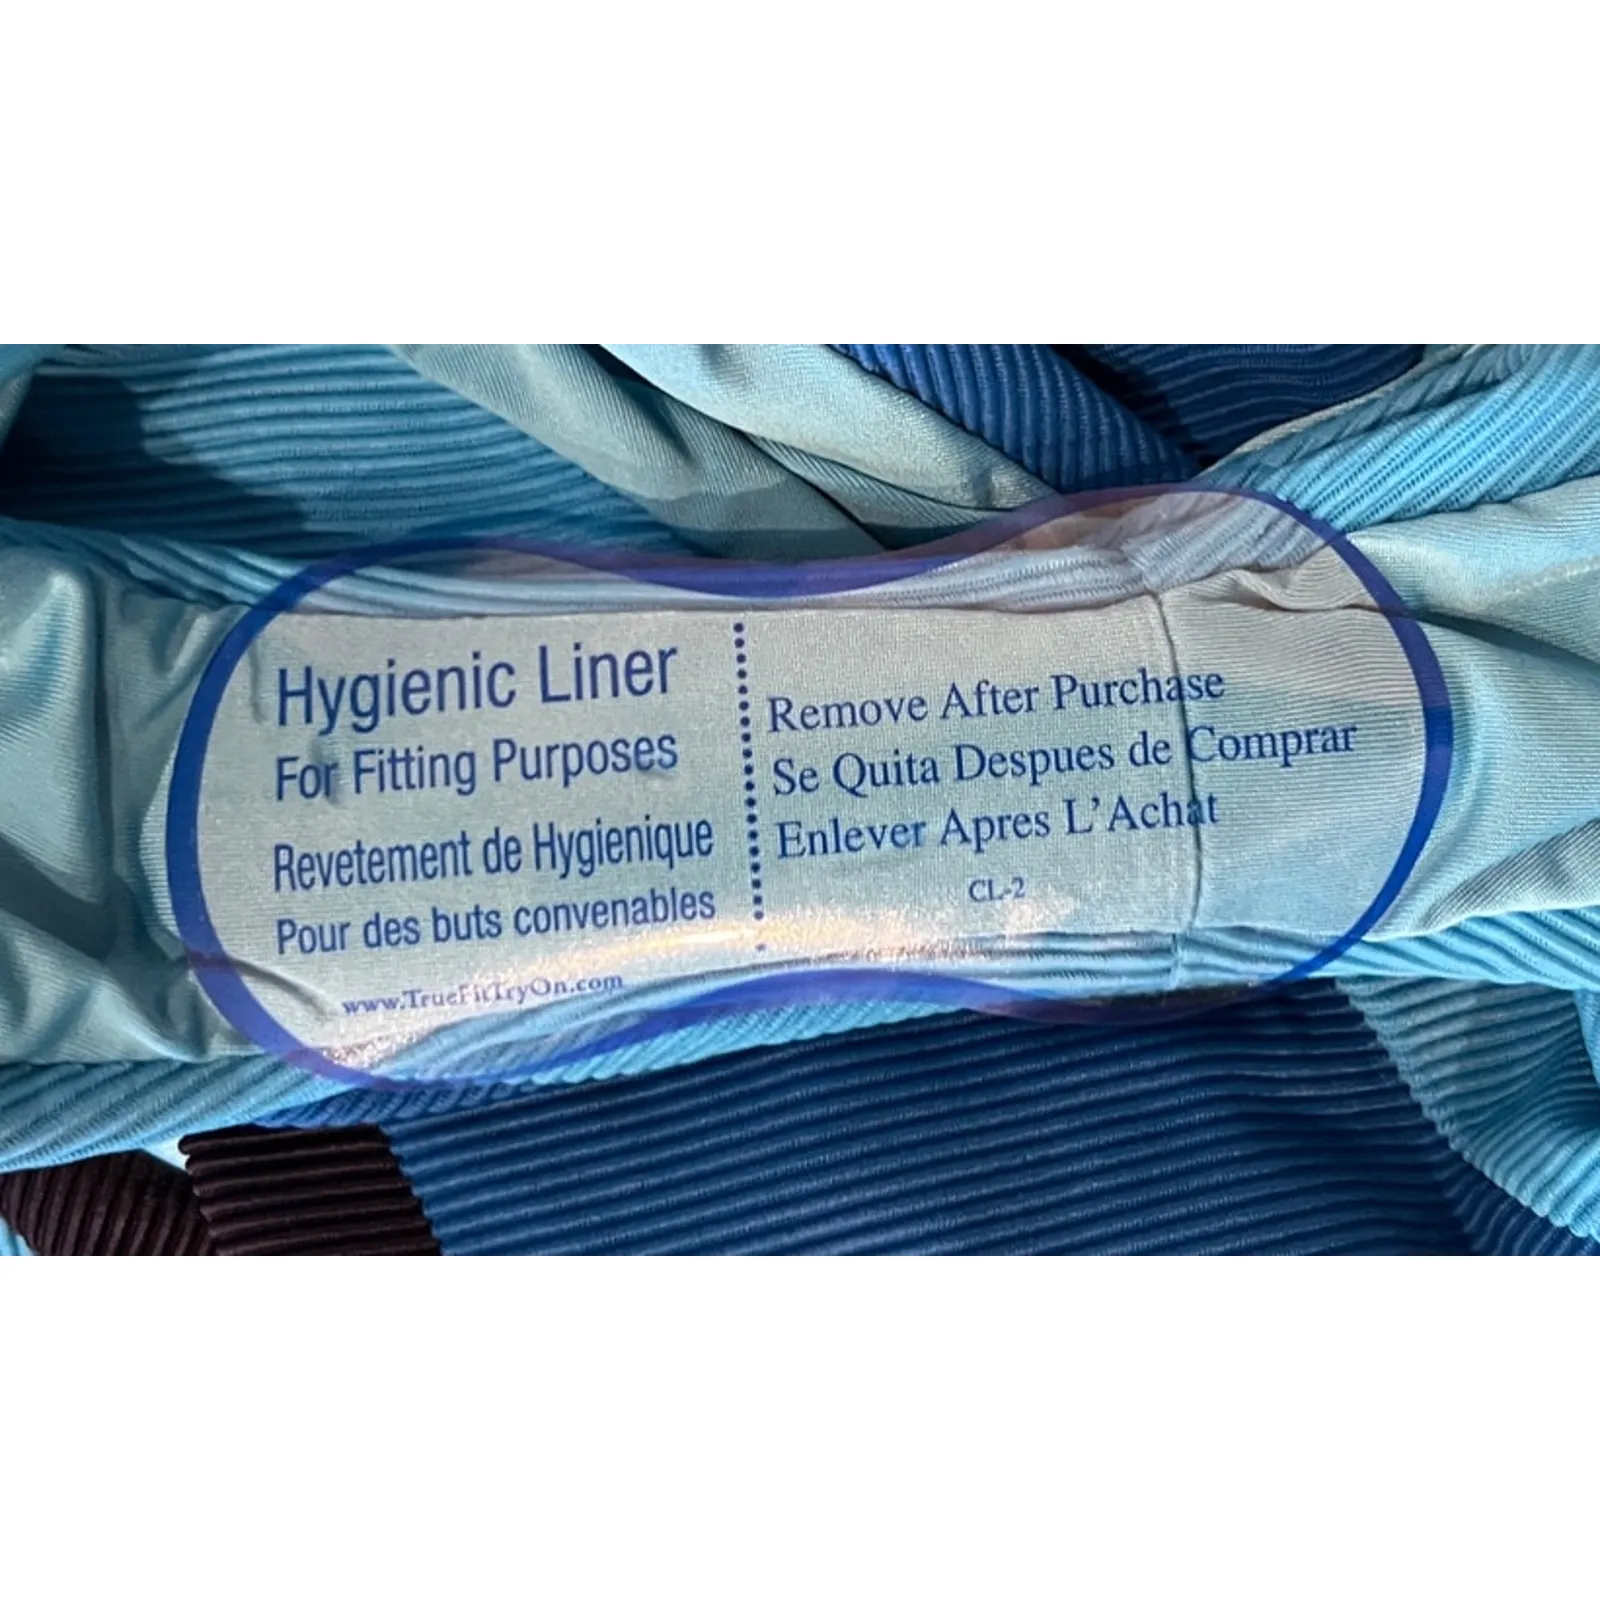 Hygienic Liner
For Fitting Purposes
Revetement de Hygienique
Pour des buts convenables
www.TrueFitTryOn.com
Remove After Purchase
Se Quita Despues de Comprar
Enlever Apres L'Achat
CL-2